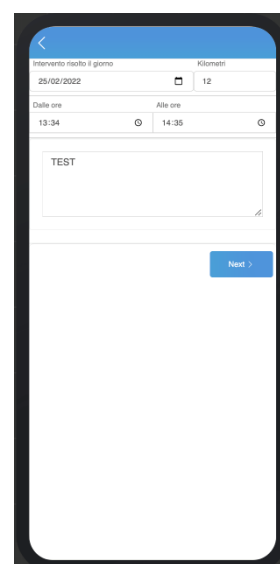 Intervento risolto il giorno Kilometri
25/02/2022 12
Dalle ore Alle ore
13:34 14:35
TEST
Next >